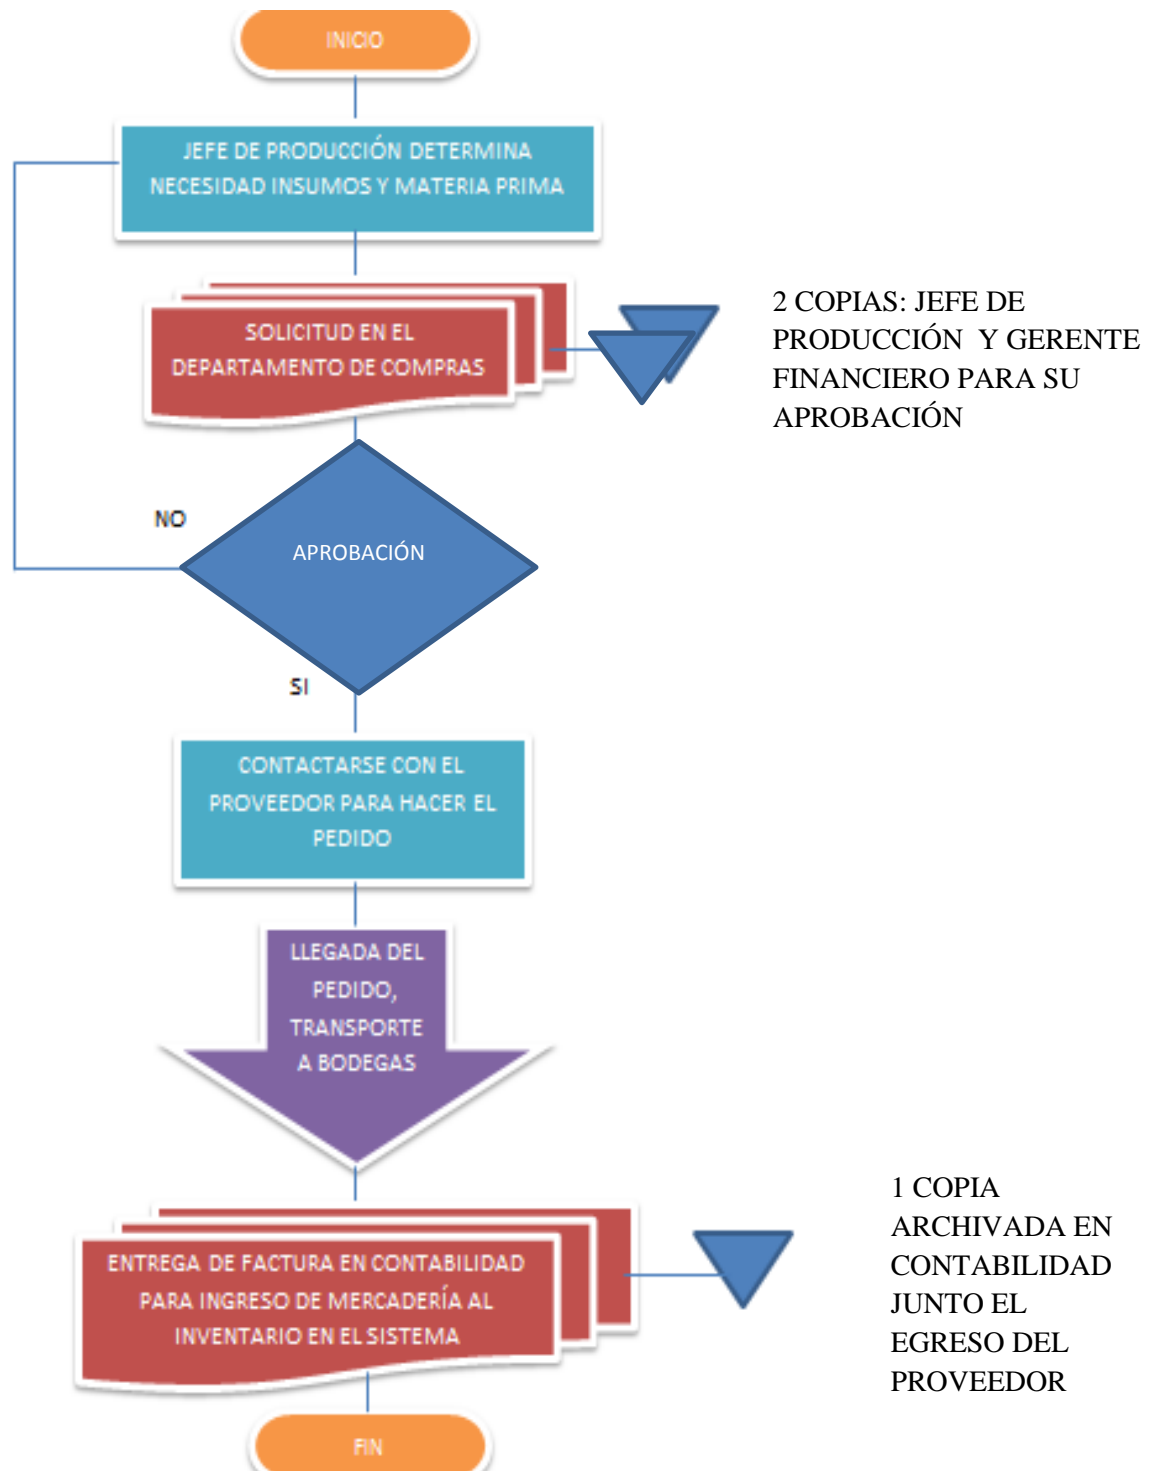 INICIO
JEFE DE PRODUCCIÓN DETERMINA
NECESIDAD INSUMOS Y MATERIA PRIMA
SOLICITUD EN EL
DEPARTAMENTO DE COMPRAS
2 COPIAS: JEFE DE
PRODUCCIÓN Y GERENTE
FINANCIERO PARA SU
APROBACIÓN
NO
APROBACIÓN
SI
CONTACTARSE CON EL
PROVEEDOR PARA HACER EL
PEDIDO
LLEGADA DEL
PEDIDO,
TRANSPORTE
A BODEGAS
1 COPIA
ARCHIVADA EN
CONTABILIDAD
JUNTO EL
EGRESO DEL
PROVEEDOR
ENTREGA DE FACTURA EN CONTABILIDAD
PARA INGRESO DE MERCADERÍA AL
INVENTARIO EN EL SISTEMA
FIN